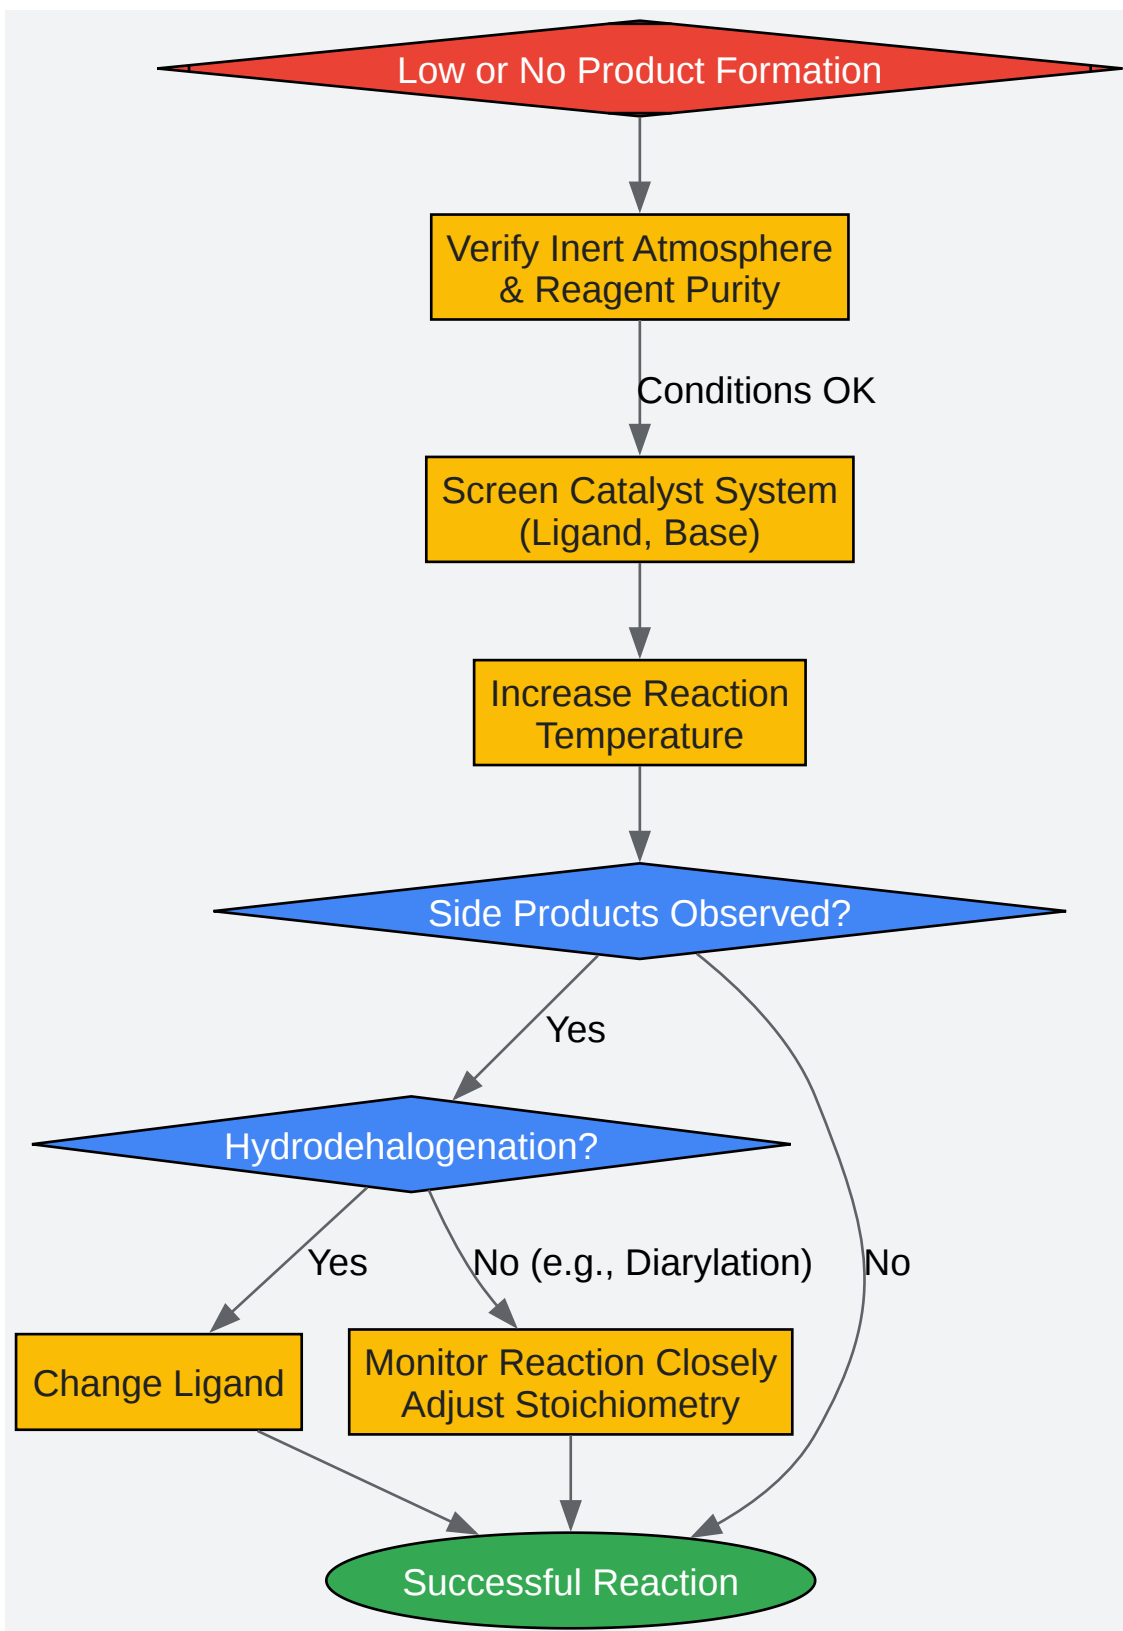 Low or No Product Formation
Verify Inert Atmosphere
& Reagent Purity
Conditions OK
Screen Catalyst System
(Ligand, Base)
Increase Reaction
Temperature
Side Products Observed?
Yes
Hydrodehalogenation?
Yes
No (e.g., Diarylation)
No
Change Ligand
Monitor Reaction Closely
Adjust Stoichiometry
Successful Reaction